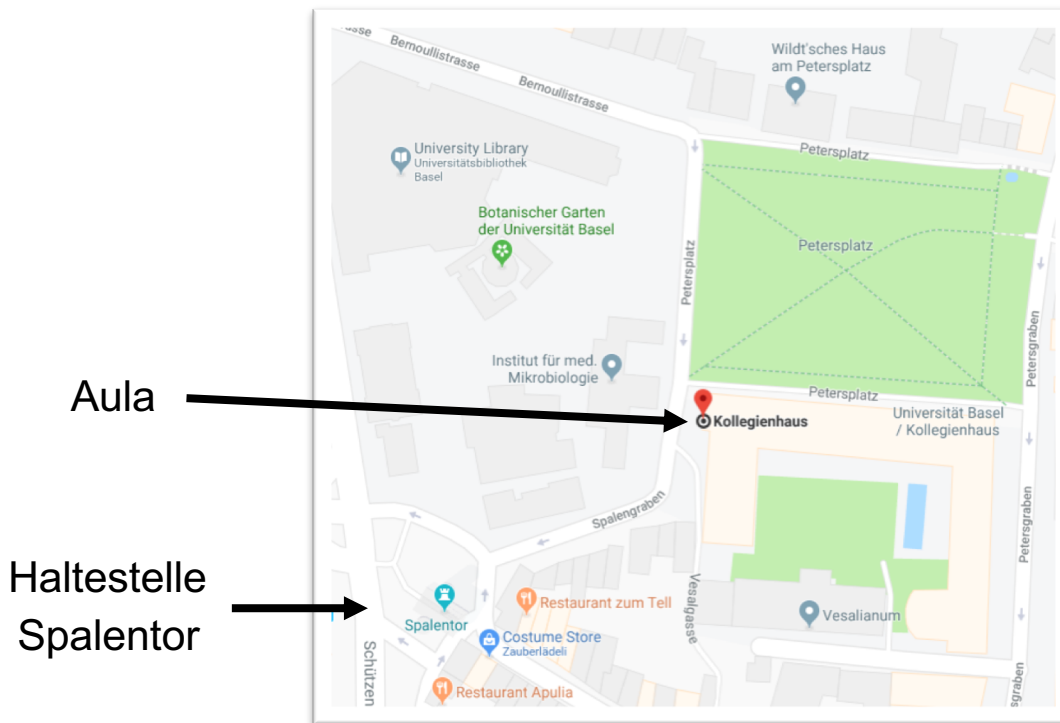 asse
Bernoullistrasse
Bernoullistrasse
Wildt'sches Haus
am Petersplatz
University Library
Universitätsbibliothek
Basel
Petersplatz
Botanischer Garten
der Universität Basel
Petersplatz
Petersplatz
Petersgraben
Institut für med.
Mikrobiologie
Petersplatz
Aula
Kollegienhaus
Universität Basel
/ Kollegienhaus
Spalengraben
Petersgraben
Vesalgasse
Haltestelle
Spalentor
Spalentor
Restaurant zum Tell
Vesalianum
Costume Store
Zauberlädeli
Schützen
Restaurant Apulia
Petersgraben